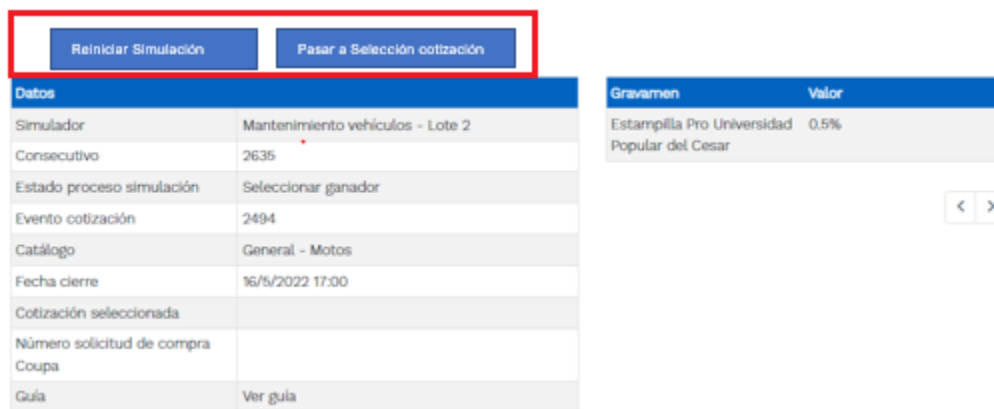 Reiniciar Simulación Pasar a Selección cotización
Datos
Simulador Mantenimiento vehículos - Lote 2
Consecutivo 2635
Estado proceso simulación Seleccionar ganador
Evento cotización 2494
Catálogo General - Motos
Fecha cierre 16/5/2022 17:00
Cotización seleccionada
Número solicitud de compra
Coupa
Guía Ver guía
Gravamen Valor
Estampilla Pro Universidad 0.5%
Popular del Cesar